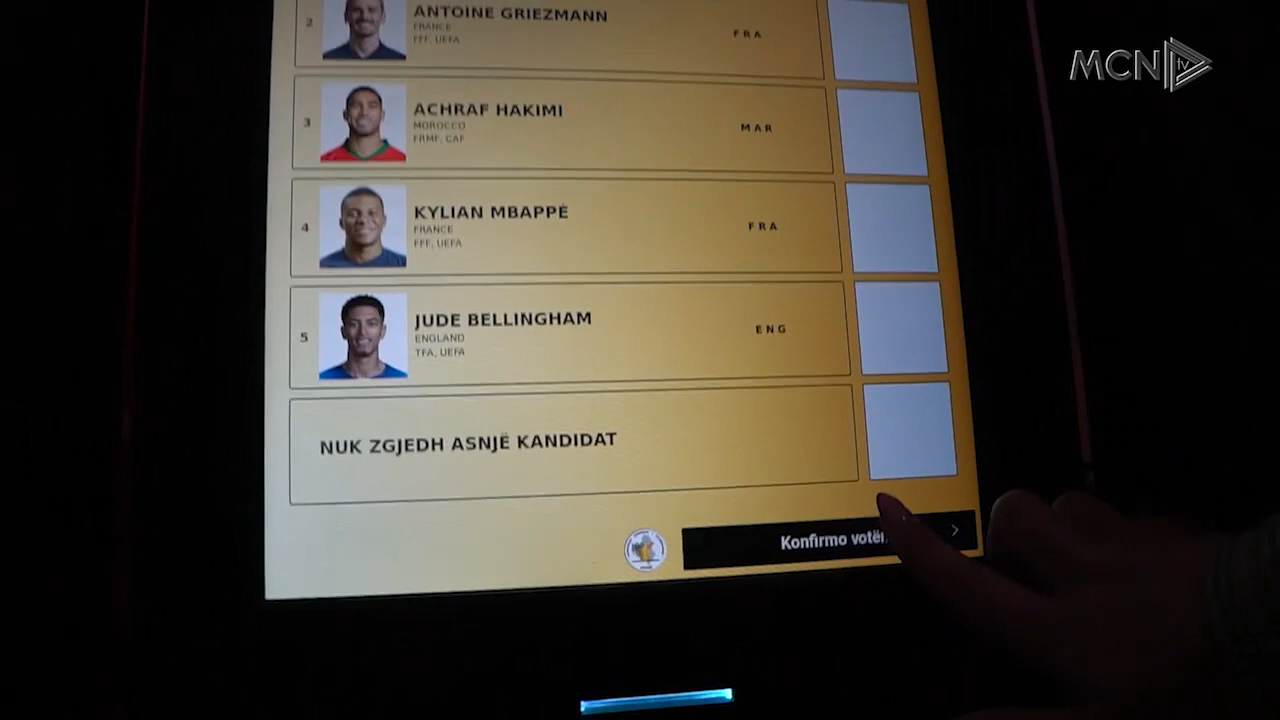 2
ANTOINE GRIEZMANN
FRANCE
FFF, UEFA
FRA
MCN tv
3
ACHRAF HAKIMI
MOROCCO
FRMF, CAF
MAR
4
KYLIAN MBAPPÉ
FRANCE
FFF, UEFA
FRA
5
JUDE BELLINGHAM
ENGLAND
TFA, UEFA
ENG
NUK ZGJEDH ASNJË KANDIDAT
Konfirmo votën